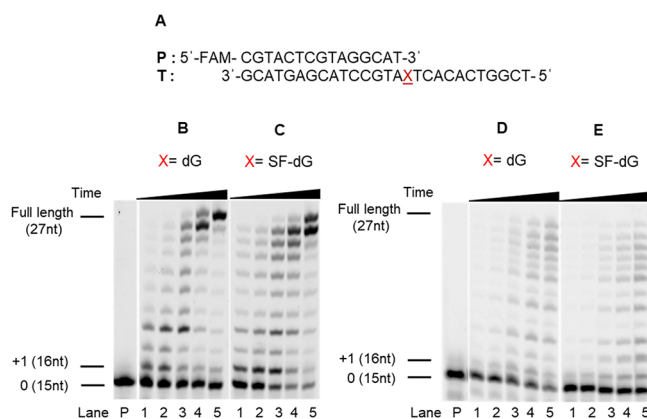 A
P : 5'-FAM- CGTACTCGTAGGCAT-3'
T : 3'-GCATGAGCATCCGTAXTCACACTGGCT- 5'
B C D E
X= dG X= SF-dG X= dG X= SF-dG
Time Time
Full length Full length
(27nt) (27nt)
+1 (16nt) +1 (16nt)
0 (15nt) 0 (15nt)
Lane P 1 2 3 4 5 1 2 3 4 5 Lane P 1 2 3 4 5 1 2 3 4 5